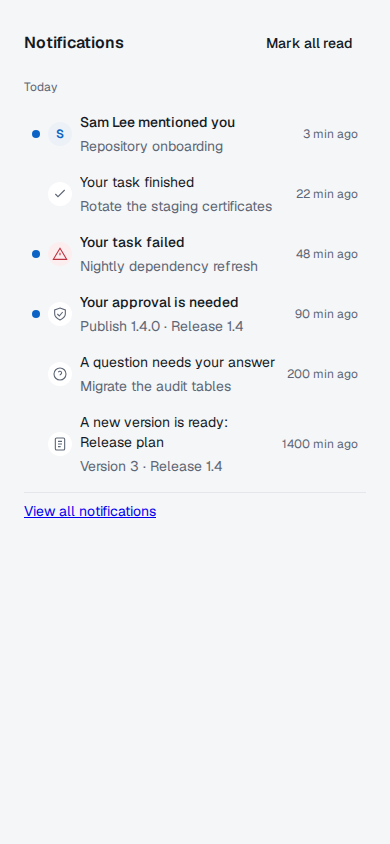 Notifications
Mark all read
Today
S
Sam Lee mentioned you
Repository onboarding
3 min ago
Your task finished
Rotate the staging certificates
22 min ago
Your task failed
Nightly dependency refresh
48 min ago
Your approval is needed
Publish 1.4.0 · Release 1.4
90 min ago
A question needs your answer
Migrate the audit tables
200 min ago
A new version is ready:
Release plan
Version 3 · Release 1.4
1400 min ago
View all notifications